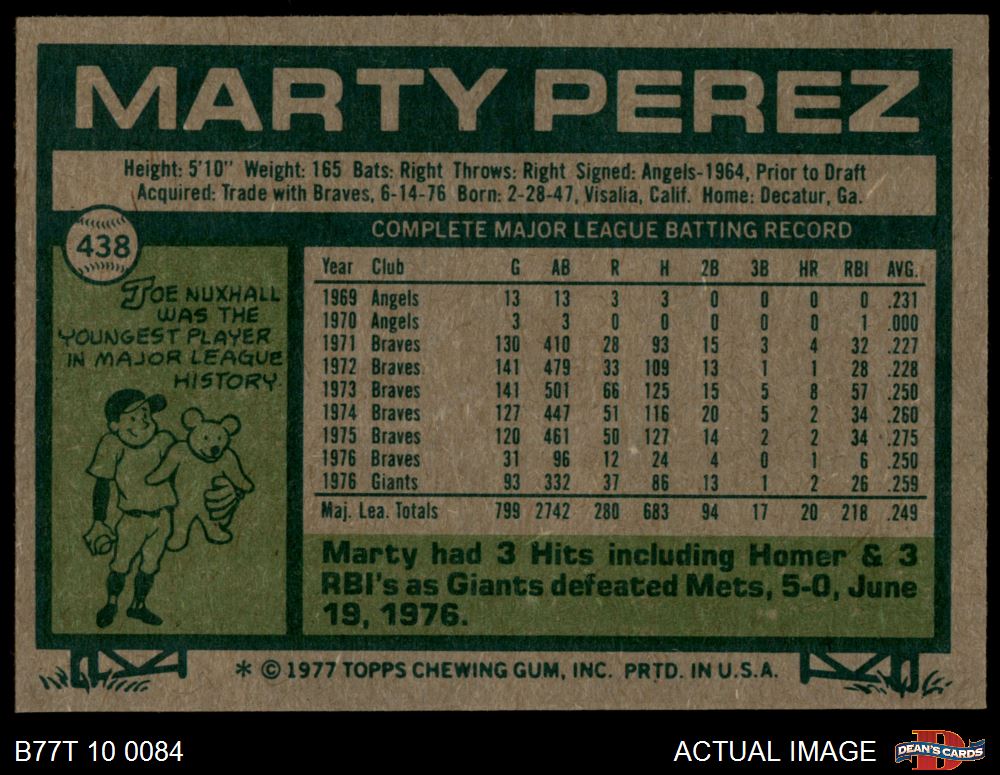 MARTY PEREZ
Height: 5'10" Weight: 165 Bats: Right Throws: Right Signed: Angels-1964, Prior to Draft
Acquired: Trade with Braves, 6-14-76 Born: 2-28-47, Visalia, Calif. Home: Decatur, Ga.
438
JOE NUXHALL
WAS THE
YOUNGEST PLAYER
IN MAJOR LEAGUE
HISTORY.
COMPLETE MAJOR LEAGUE BATTING RECORD
Year Club G AB R H 2B 3B HR RBI AVG.
1969 Angels 13 13 3 3 0 0 0 0 .231
1970 Angels 3 3 0 0 0 0 0 1 .000
1971 Braves 130 410 28 93 15 3 4 32 .227
1972 Braves 141 479 33 109 13 1 1 28 .228
1973 Braves 141 501 66 125 15 5 8 57 .250
1974 Braves 127 447 51 116 20 5 2 34 .260
1975 Braves 120 461 50 127 14 2 2 34 .275
1976 Braves 31 96 12 24 4 0 1 6 .250
1976 Giants 93 332 37 86 13 1 2 26 .259
Maj. Lea. Totals 799 2742 280 683 94 17 20 218 .249
Marty had 3 Hits including Homer & 3
RBI's as Giants defeated Mets, 5-0, June
19, 1976.
* © 1977 TOPPS CHEWING GUM, INC. PRTD. IN U.S.A.
B77T 10 0084
ACTUAL IMAGE
D
DEAN'S CARDS